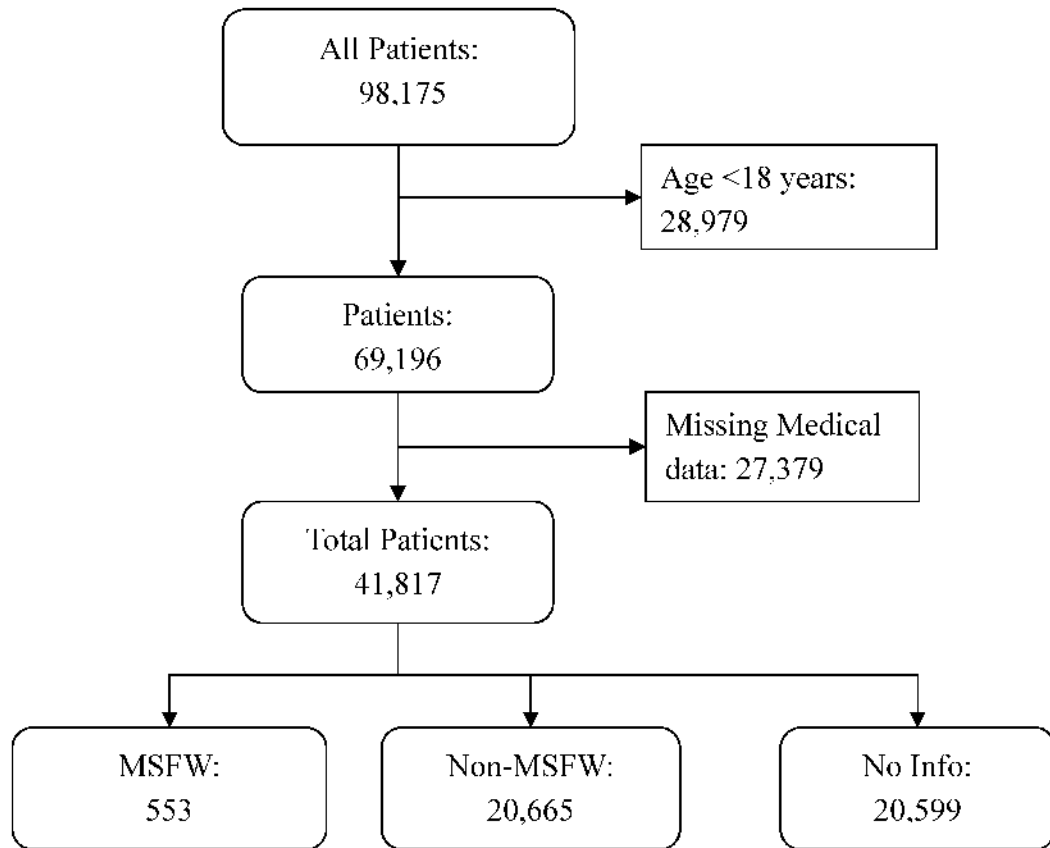 All Patients:
98,175
Age <18 years:
28,979
Patients:
69,196
Missing Medical
data: 27,379
Total Patients:
41,817
MSFW:
553
Non-MSFW:
20,665
No Info:
20,599